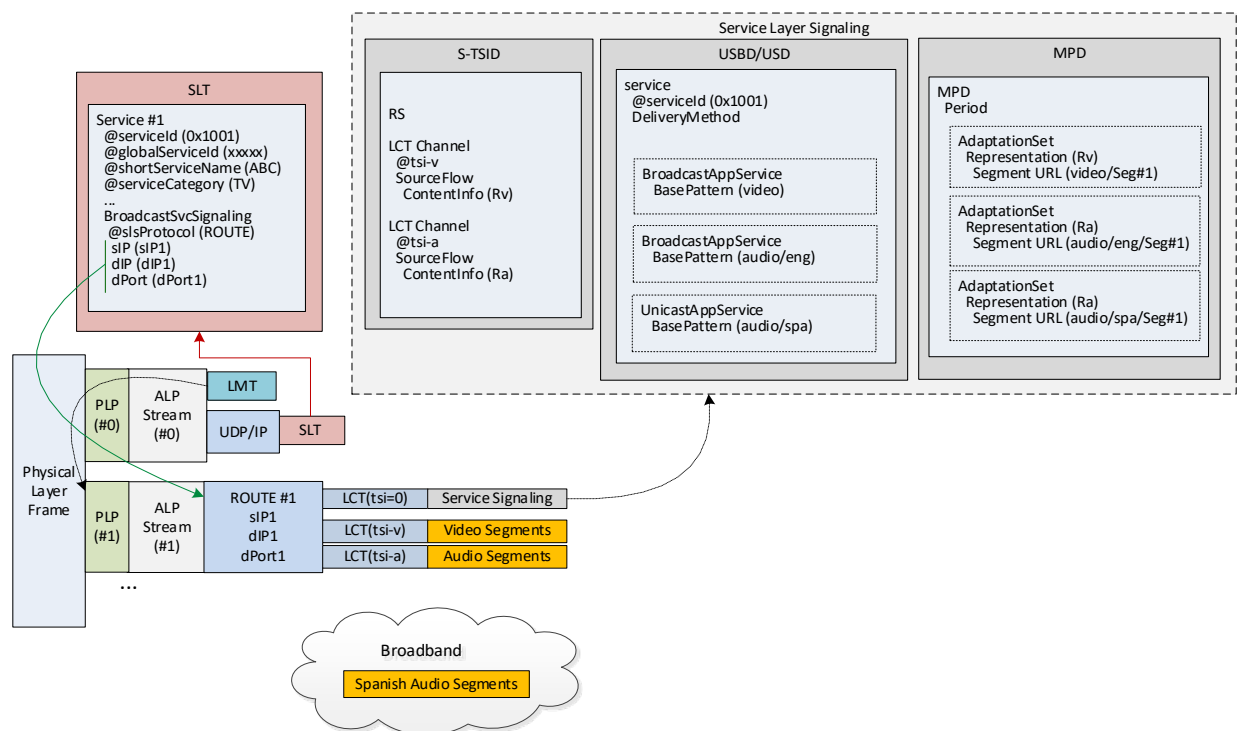 Service Layer Signaling
S-TSID
RS
LCT Channel
@tsi-v
SourceFlow
ContentInfo (Rv)
LCT Channel
@tsi-a
SourceFlow
ContentInfo (Ra)
USBD/USD
service
@serviceId (0x1001)
DeliveryMethod
BroadcastAppService
BasePattern (video)
BroadcastAppService
BasePattern (audio/eng)
UnicastAppService
BasePattern (audio/spa)
MPD
MPD
Period
AdaptationSet
Representation (Rv)
Segment URL (video/Seg#1)
AdaptationSet
Representation (Ra)
Segment URL (audio/eng/Seg#1)
AdaptationSet
Representation (Ra)
Segment URL (audio/spa/Seg#1)
SLT
Service #1
@serviceId (0x1001)
@globalServiceId (xxxxx)
@shortServiceName (ABC)
@serviceCategory (TV)
...
BroadcastSvcSignaling
@slsProtocol (ROUTE)
sIP (sIP1)
dIP (dIP1)
dPort (dPort1)
Physical
Layer
Frame
PLP
(#0)
ALP
Stream
(#0)
LMT
UDP/IP
SLT
PLP
(#1)
ALP
Stream
(#1)
ROUTE #1
sIP1
dIP1
dPort1
LCT(tsi=0)
Service Signaling
LCT(tsi-v)
Video Segments
LCT(tsi-a)
Audio Segments
...
Broadband
Spanish Audio Segments